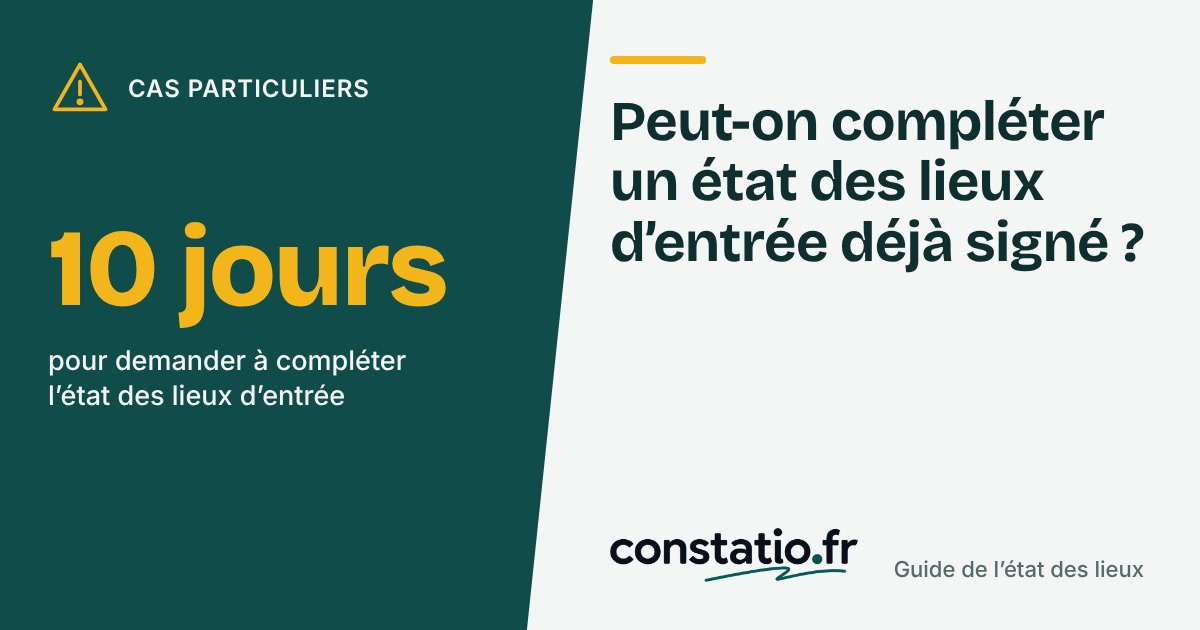 CAS PARTICULIERS
10 jours
pour demander à compléter
l’état des lieux d’entrée
Peut-on compléter
un état des lieux
d’entrée déjà signé ?
constatio.fr
Guide de l’état des lieux